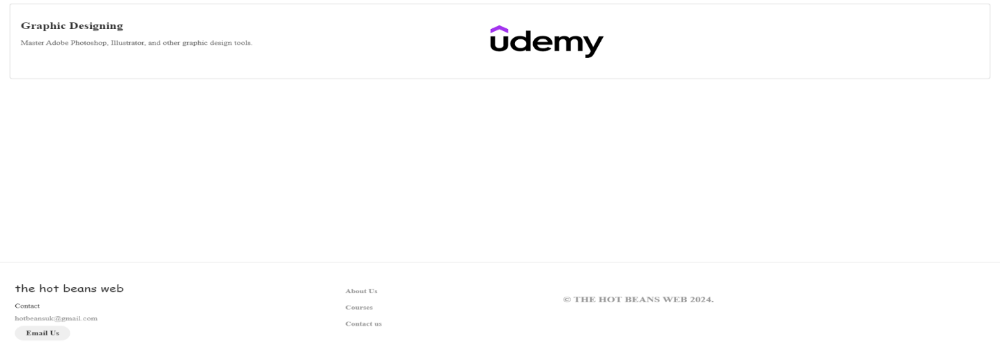 Graphic Designing
Master Adobe Photoshop, Illustrator, and other graphic design tools.
udemy
the hot beans web
Contact
hotbeansuk@gmail.com
Email Us
About Us
Courses
Contact us
© THE HOT BEANS WEB 2024.